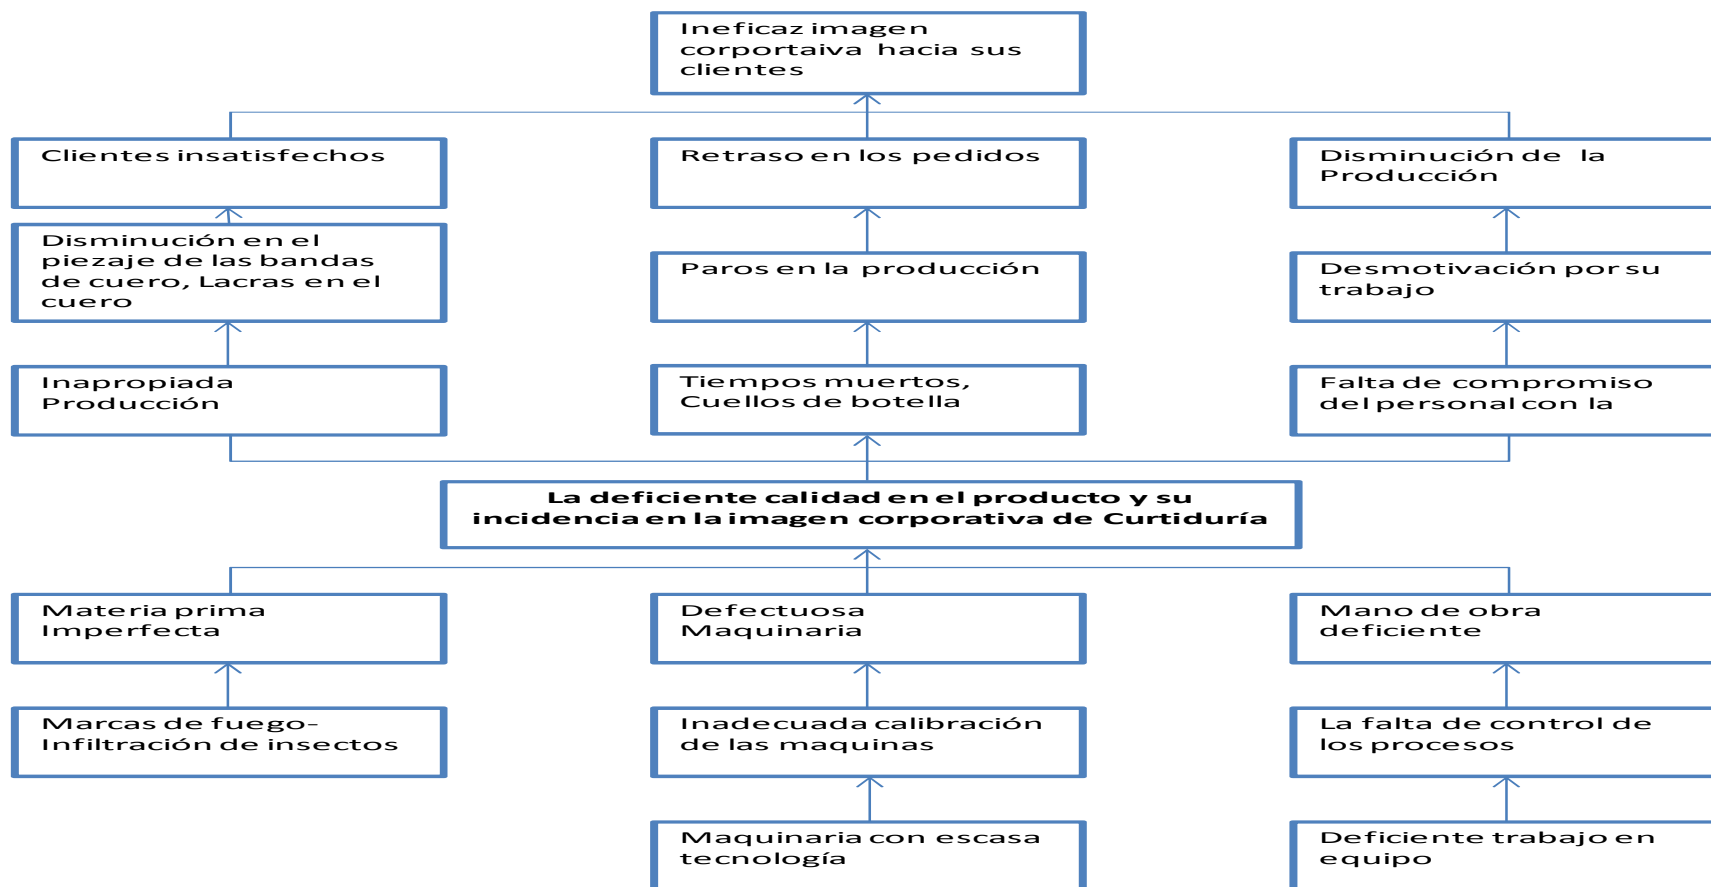 Ineficaz imagen
corportaiva hacia sus
clientes
Clientes insatisfechos
Retraso en los pedidos
Disminución de la
Producción
Disminución en el
piezaje de las bandas
de cuero, Lacras en el
cuero
Paros en la producción
Desmotivación por su
trabajo
Inapropiada
Producción
Tiempos muertos,
Cuellos de botella
Falta de compromiso
del personal con la
La deficiente calidad en el producto y su
incidencia en la imagen corporativa de Curtiduría
Materia prima
Imperfecta
Defectuosa
Maquinaria
Mano de obra
deficiente
Marcas de fuego-
Infiltración de insectos
Inadecuada calibración
de las maquinas
La falta de control de
los procesos
Maquinaria con escasa
tecnología
Deficiente trabajo en
equipo